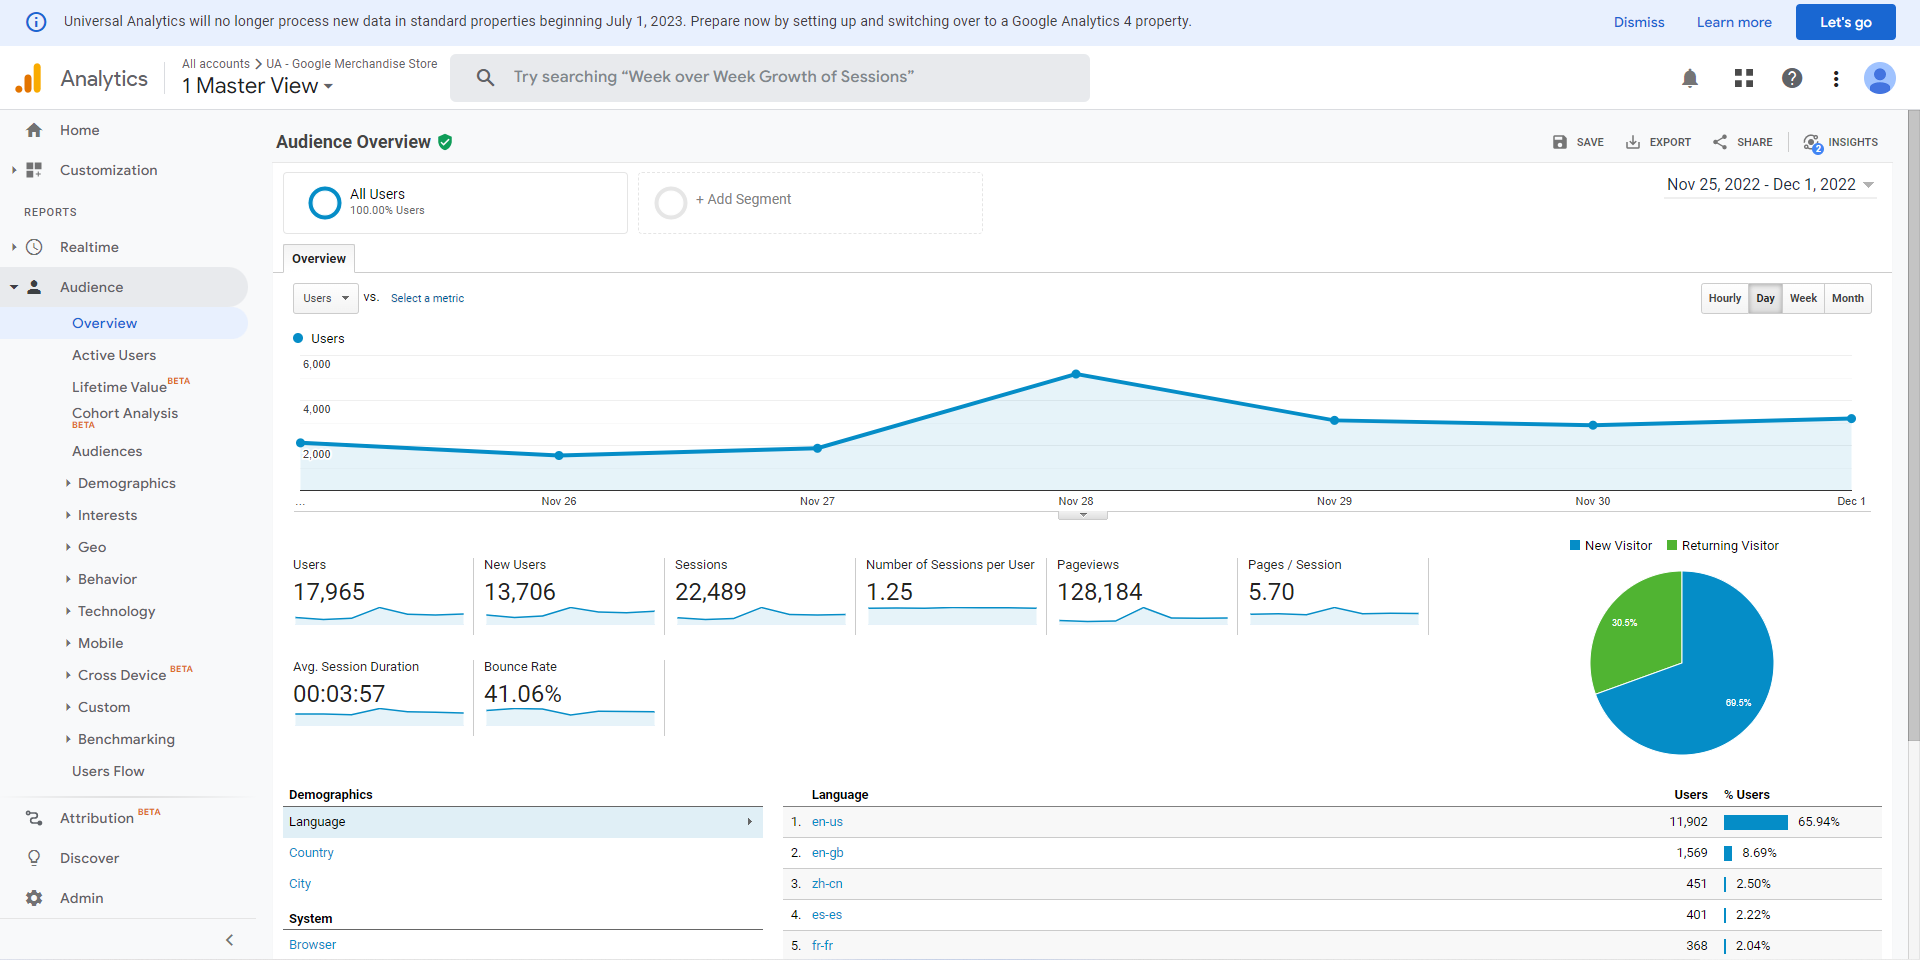 Universal Analytics will no longer process new data in standard properties beginning July 1, 2023. Prepare now by setting up and switching over to a Google Analytics 4 property.
Dismiss
Learn more
Let's go
Analytics
All accounts > UA - Google Merchandise Store
1 Master View
Try searching “Week over Week Growth of Sessions”
Home
Customization
REPORTS
Realtime
Audience
Overview
Active Users
Lifetime Value BETA
Cohort Analysis
BETA
Audiences
Demographics
Interests
Geo
Behavior
Technology
Mobile
Cross Device BETA
Custom
Benchmarking
Users Flow
Attribution BETA
Discover
Admin
Audience Overview
SAVE
EXPORT
SHARE
2
INSIGHTS
All Users
100.00% Users
+ Add Segment
Nov 25, 2022 - Dec 1, 2022
Overview
Users
VS.
Select a metric
Hourly
Day
Week
Month
Users
6,000
4,000
2,000
...
Nov 26
Nov 27
Nov 28
Nov 29
Nov 30
Dec 1
Users
17,965
New Users
13,706
Sessions
22,489
Number of Sessions per User
1.25
Pageviews
128,184
Pages / Session
5.70
Avg. Session Duration
00:03:57
Bounce Rate
41.06%
New Visitor
Returning Visitor
30.5%
69.5%
Demographics
Language
Country
City
System
Browser
Language Users % Users
1. en-us 11,902 65.94%
2. en-gb 1,569 8.69%
3. zh-cn 451 2.50%
4. es-es 401 2.22%
5. fr-fr 368 2.04%